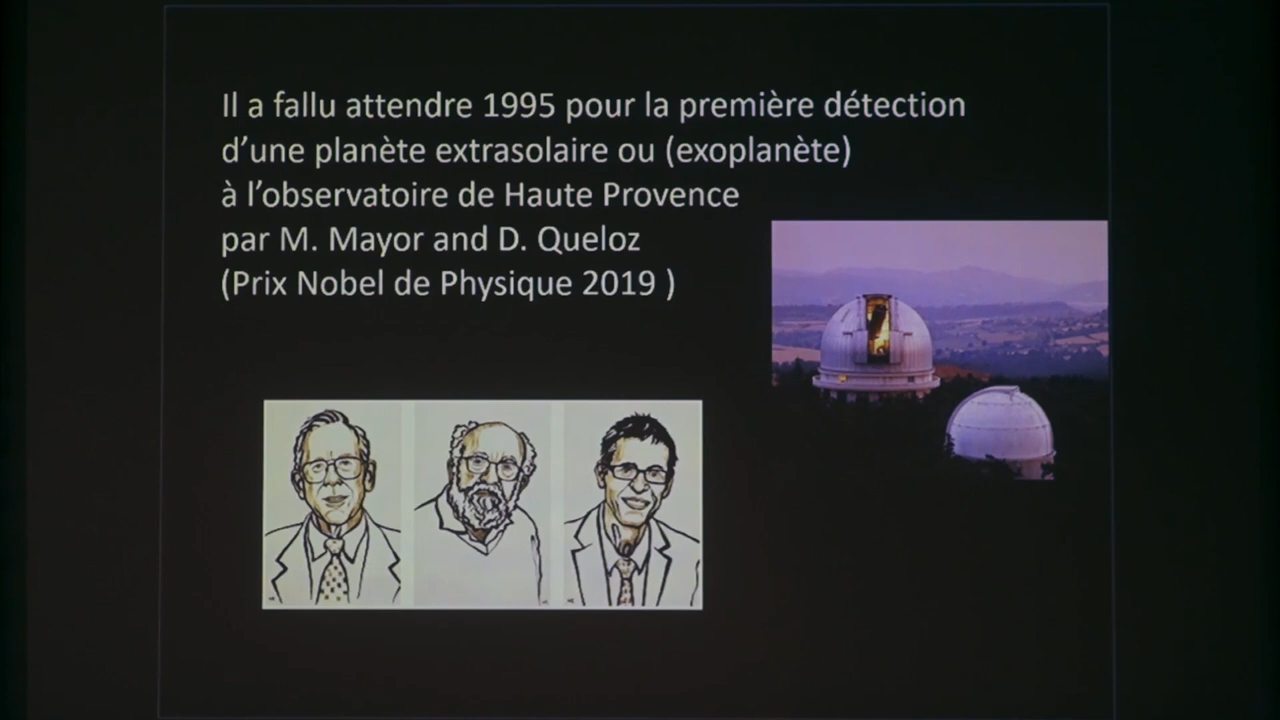 Il a fallu attendre 1995 pour la première détection
d’une planète extrasolaire ou (exoplanète)
à l’observatoire de Haute Provence
par M. Mayor and D. Queloz
(Prix Nobel de Physique 2019 )